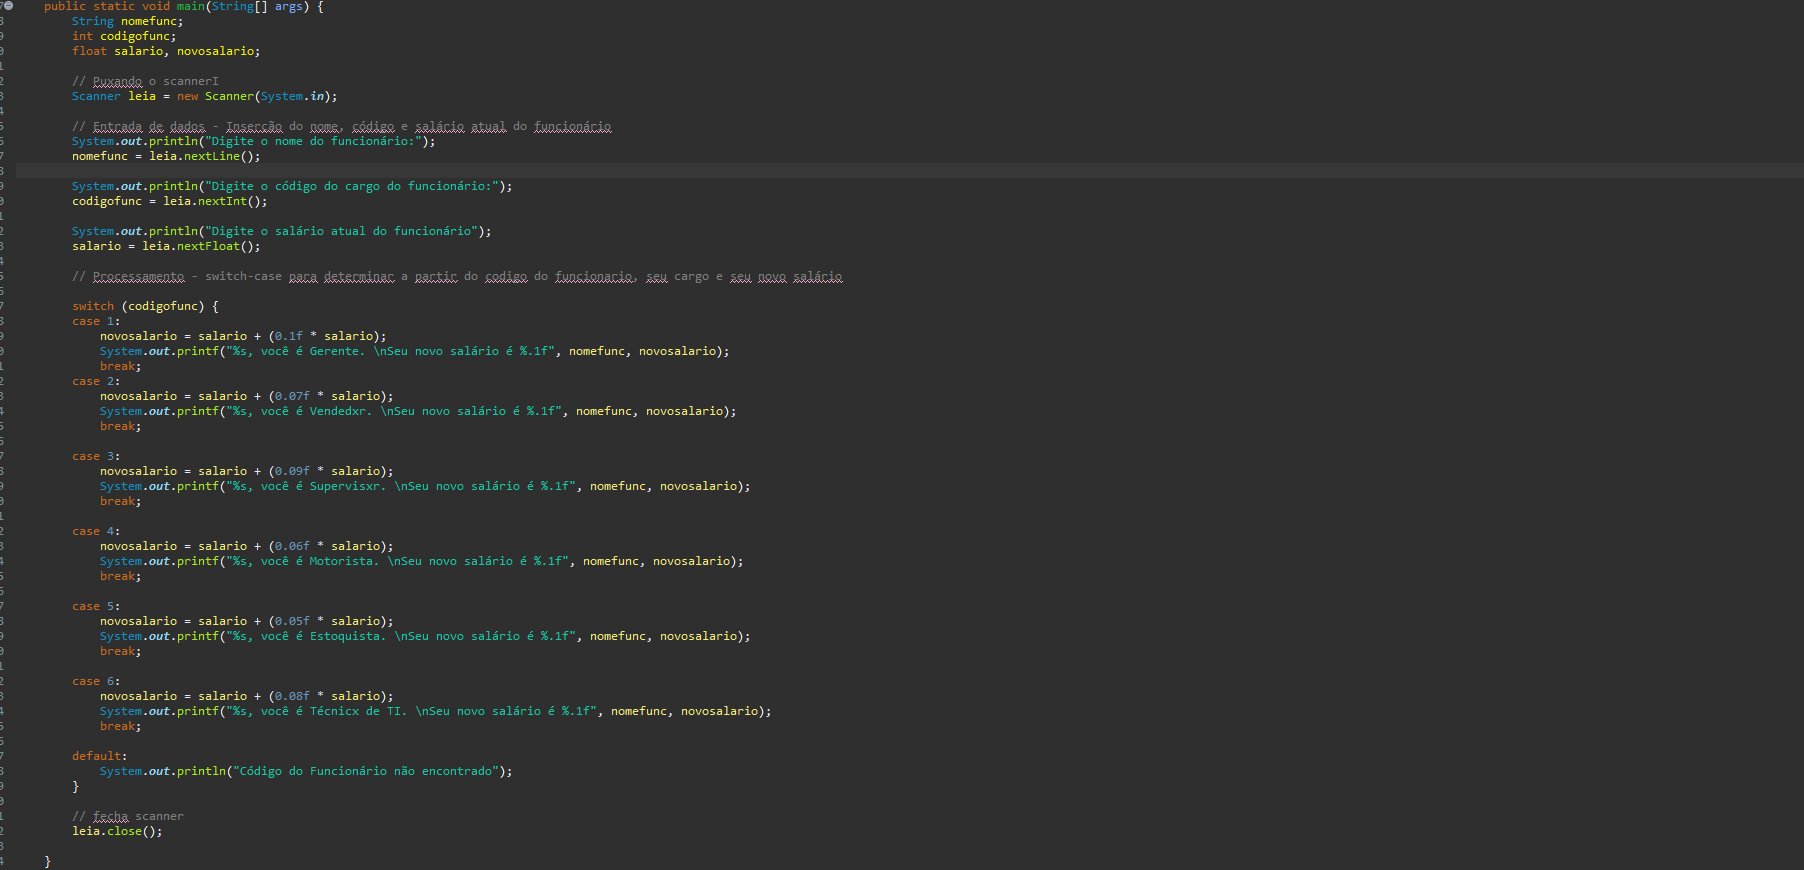 public static void main(String[] args) {
String nomefunc;
int codigofunc;
float salario, novosalario;
// Puxando o scannerI
Scanner leia = new Scanner(System.in);
// Entrada de dados - Inserção do nome, código e salário atual do funcionário
System.out.println("Digite o nome do funcionário:");
nomefunc = leia.nextLine();
System.out.println("Digite o código do cargo do funcionário:");
codigofunc = leia.nextInt();
System.out.println("Digite o salário atual do funcionário");
salario = leia.nextFloat();
// Processamento - switch-case para determinar a partir do codigo do funcionario, seu cargo e seu novo salário
switch (codigofunc) {
case 1:
novosalario = salario + (0.1f * salario);
System.out.printf("%s, você é Gerente. \nSeu novo salário é %.1f", nomefunc, novosalario);
break;
case 2:
novosalario = salario + (0.07f * salario);
System.out.printf("%s, você é Vendedxr. \nSeu novo salário é %.1f", nomefunc, novosalario);
break;
case 3:
novosalario = salario + (0.09f * salario);
System.out.printf("%s, você é Supervisxr. \nSeu novo salário é %.1f", nomefunc, novosalario);
break;
case 4:
novosalario = salario + (0.06f * salario);
System.out.printf("%s, você é Motorista. \nSeu novo salário é %.1f", nomefunc, novosalario);
break;
case 5:
novosalario = salario + (0.05f * salario);
System.out.printf("%s, você é Estoquista. \nSeu novo salário é %.1f", nomefunc, novosalario);
break;
case 6:
novosalario = salario + (0.08f * salario);
System.out.printf("%s, você é Técnicx de TI. \nSeu novo salário é %.1f", nomefunc, novosalario);
break;
default:
System.out.println("Código do Funcionário não encontrado");
}
// fecha scanner
leia.close();
}